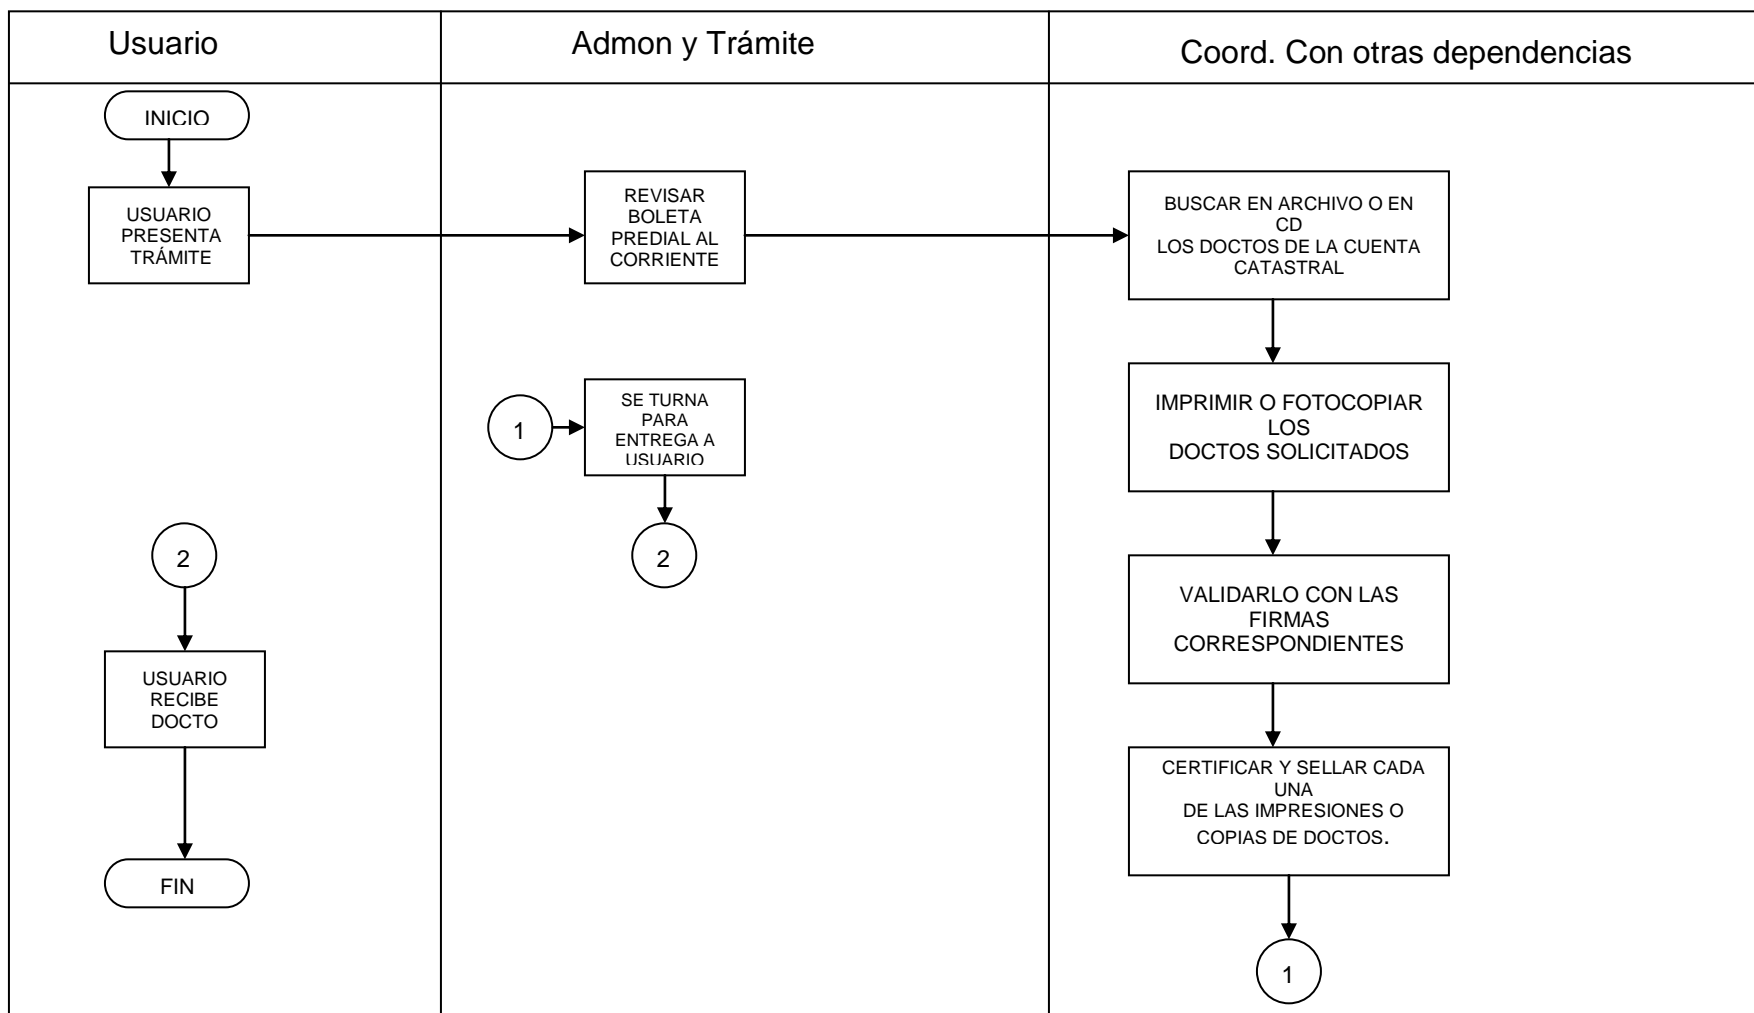 Usuario
Admon y Trámite
Coord. Con otras dependencias
INICIO
USUARIO
PRESENTA
TRÁMITE
REVISAR
BOLETA
PREDIAL AL
CORRIENTE
BUSCAR EN ARCHIVO O EN
CD
LOS DOCTOS DE LA CUENTA
CATASTRAL
IMPRIMIR O FOTOCOPIAR
LOS
DOCTOS SOLICITADOS
VALIDARLO CON LAS
FIRMAS
CORRESPONDIENTES
CERTIFICAR Y SELLAR CADA
UNA
DE LAS IMPRESIONES O
COPIAS DE DOCTOS.
1
1
SE TURNA
PARA
ENTREGA A
USUARIO
2
2
USUARIO
RECIBE
DOCTO
FIN